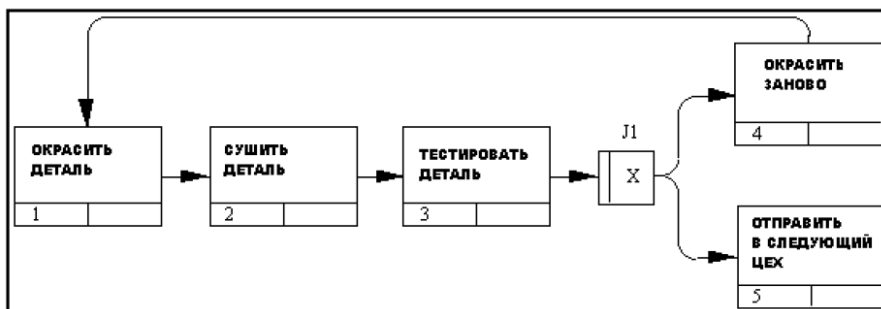 ОКРАСИТЬ
ДЕТАЛЬ
1
СУШИТЬ
ДЕТАЛЬ
2
ТЕСТИРОВАТЬ
ДЕТАЛЬ
3
J1
X
ОКРАСИТЬ
ЗАНОВО
4
ОТПРАВИТЬ
В СЛЕДУЮЩИЙ
ЦЕХ
5